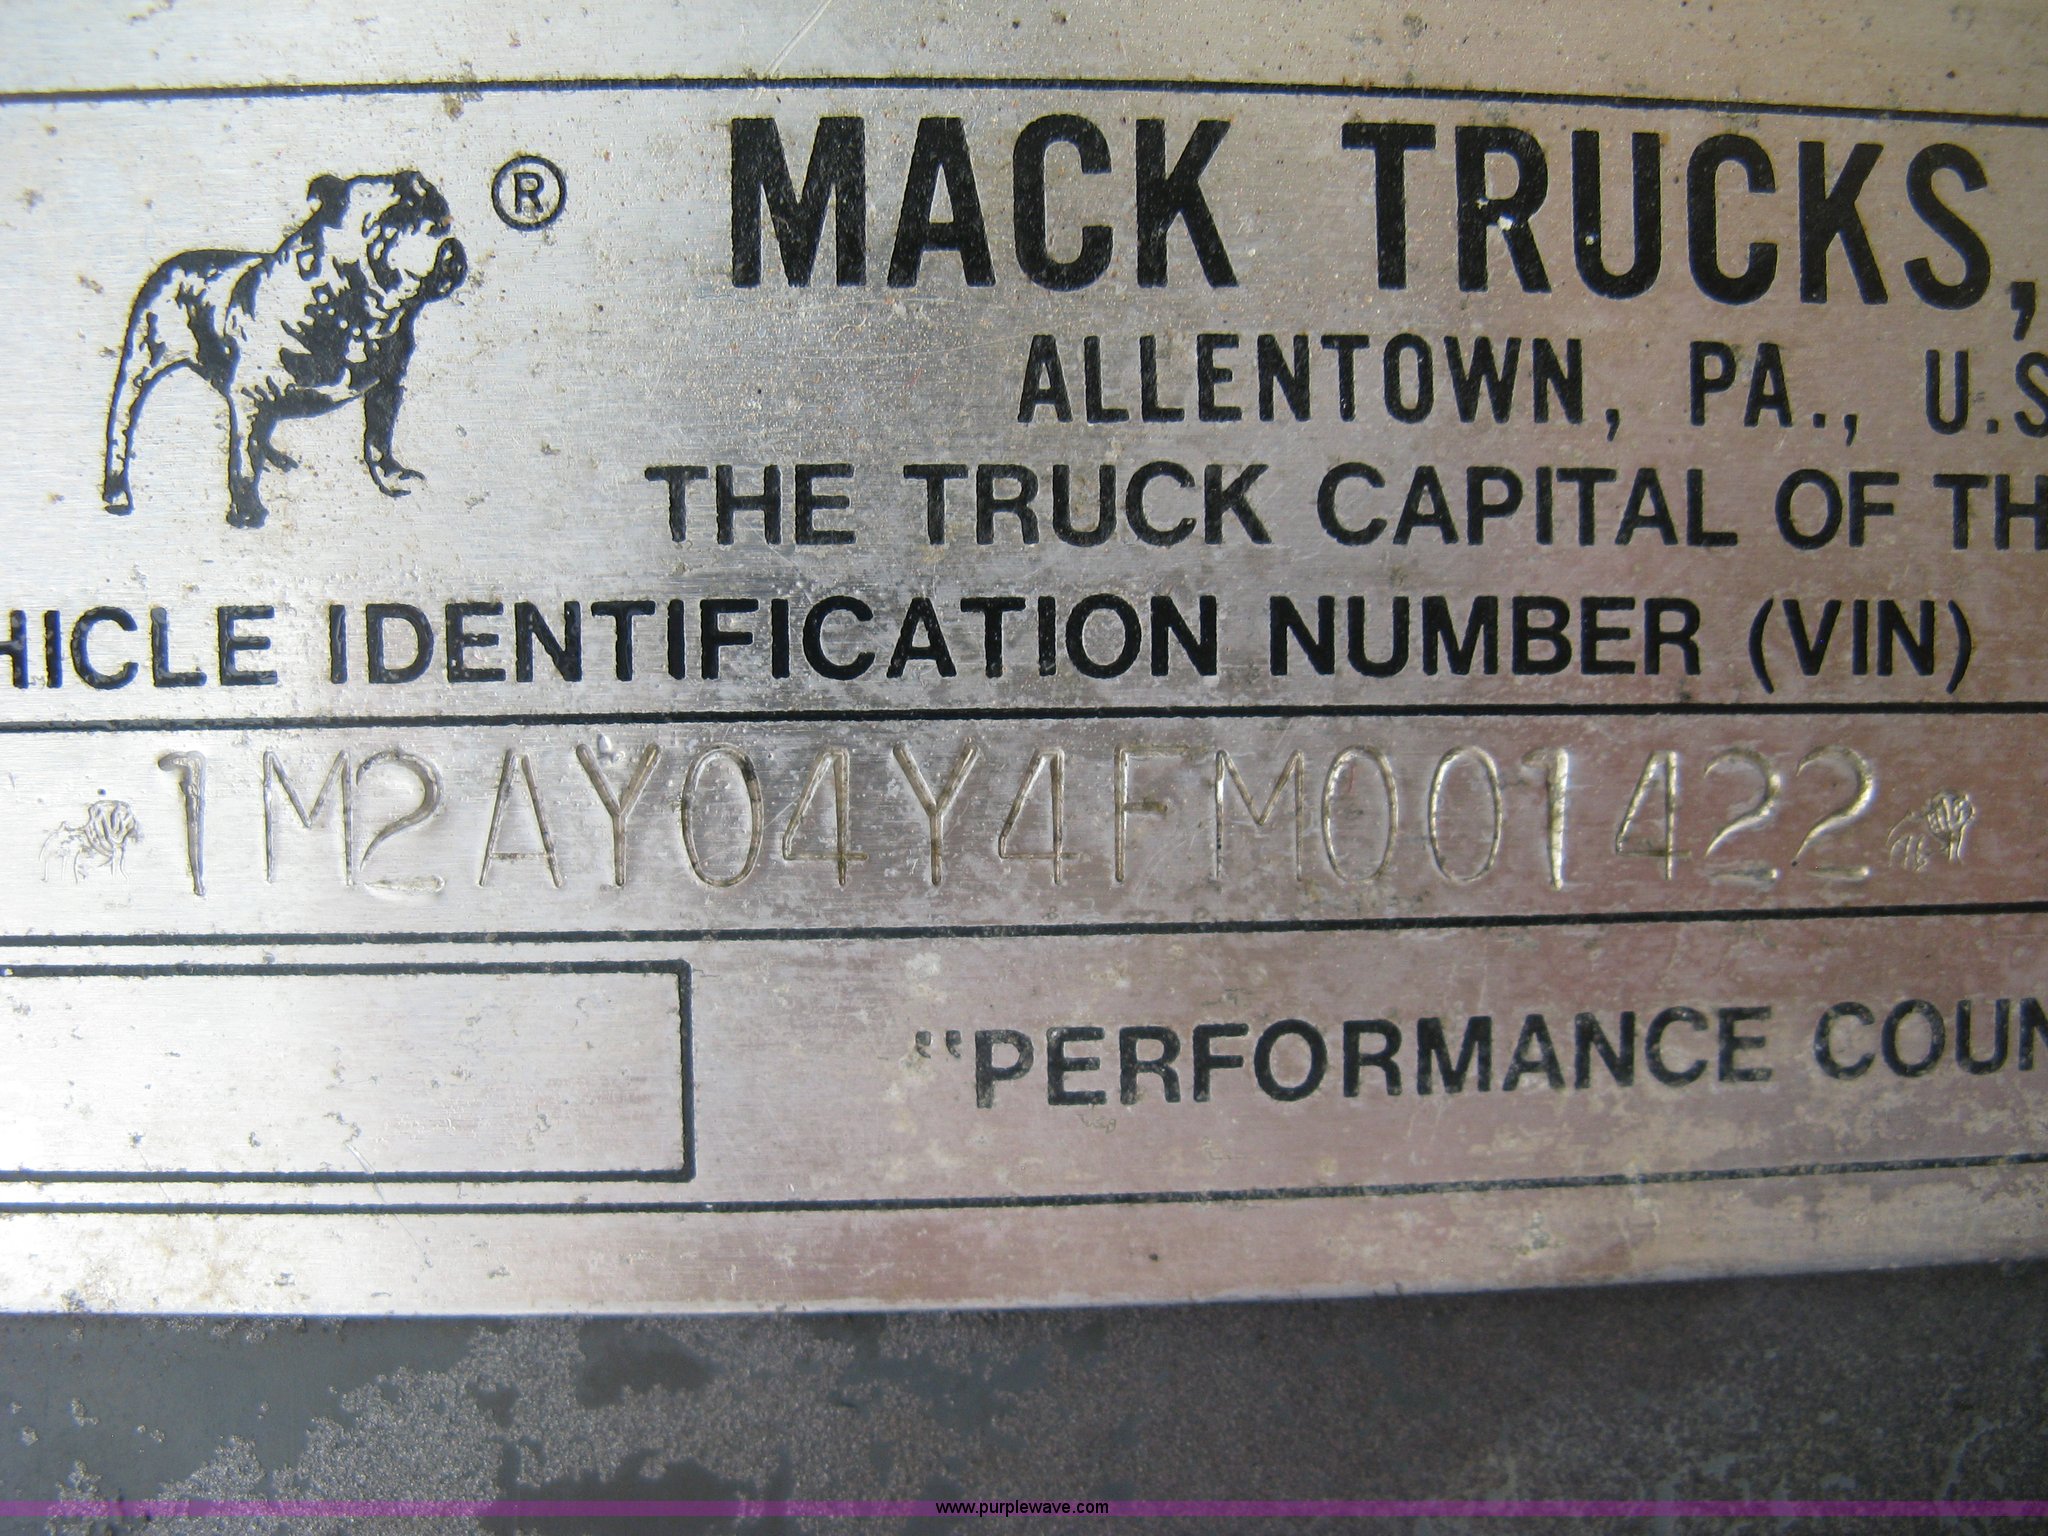 ®
MACK TRUCKS,
ALLENTOWN, PA., U.S
THE TRUCK CAPITAL OF TH
HICLE IDENTIFICATION NUMBER (VIN)
1M2AY04Y4FM001422
"PERFORMANCE COUN
www.purplewave.com